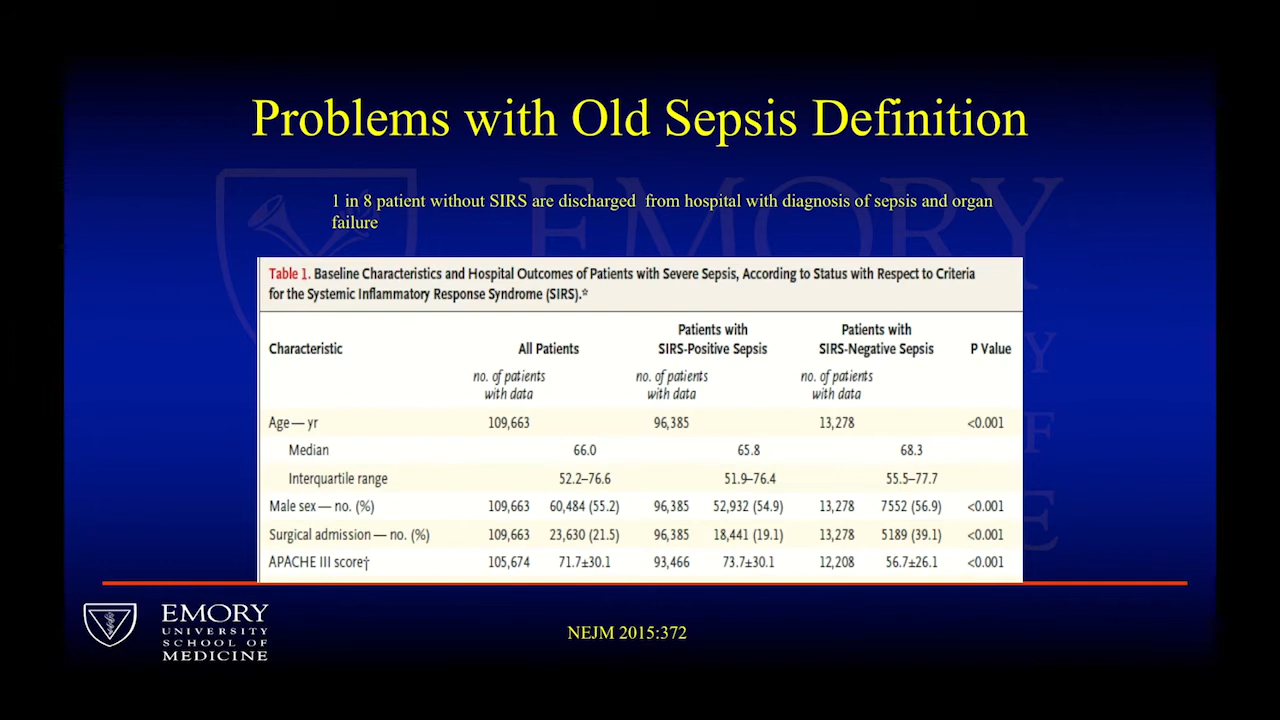 Problems with Old Sepsis Definition
1 in 8 patient without SIRS are discharged from hospital with diagnosis of sepsis and organ
failure
Table 1. Baseline Characteristics and Hospital Outcomes of Patients with Severe Sepsis, According to Status with Respect to Criteria
for the Systemic Inflammatory Response Syndrome (SIRS).*
Characteristic All Patients Patients with SIRS-Positive Sepsis Patients with SIRS-Negative Sepsis P Value
no. of patients with data no. of patients with data no. of patients with data
Age — yr 109,663 96,385 13,278 <0.001
Median 66.0 65.8 68.3
Interquartile range 52.2–76.6 51.9–76.4 55.5–77.7
Male sex — no. (%) 109,663 60,484 (55.2) 96,385 52,932 (54.9) 13,278 7552 (56.9) <0.001
Surgical admission — no. (%) 109,663 23,630 (21.5) 96,385 18,441 (19.1) 13,278 5189 (39.1) <0.001
APACHE III score† 105,674 71.7±30.1 93,466 73.7±30.1 12,208 56.7±26.1 <0.001
EMORY
UNIVERSITY
SCHOOL OF
MEDICINE
NEJM 2015:372